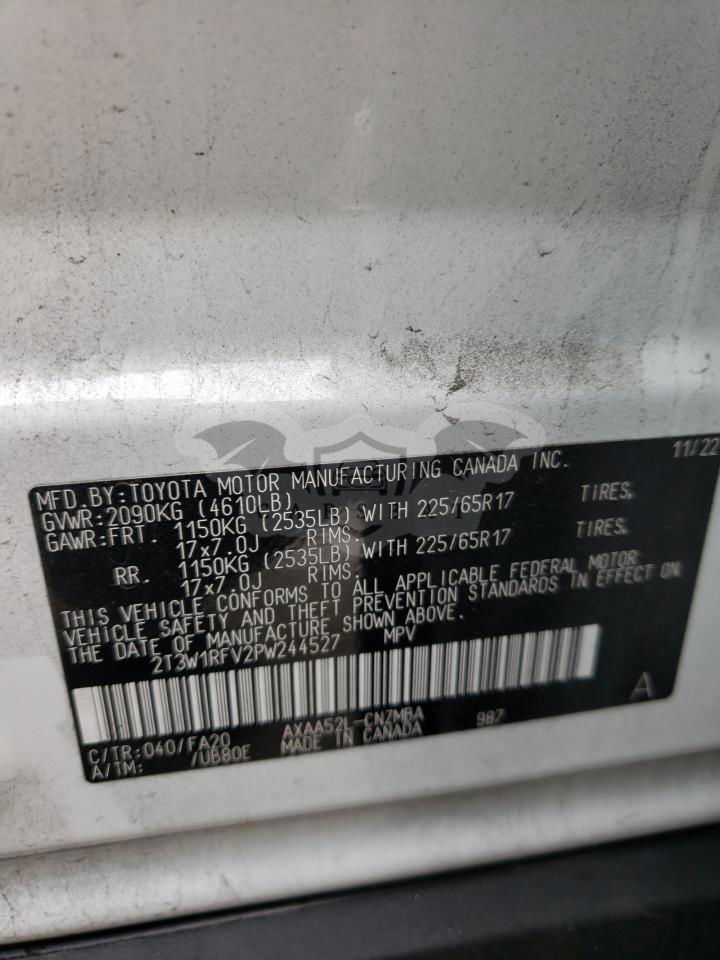 MFD.BY:TOYOTA MOTOR MANUFACTURING CANADA INC. 11/22
GVWR:2090KG (4610LB)
GAWR:FRT. 1150KG (2535LB) WITH 225/65R17 TIRES,
17x7.0J RIMS,
RR. 1150KG (2535LB) WITH 225/65R17 TIRES,
17x7.0J RIMS.
THIS VEHICLE CONFORMS TO ALL APPLICABLE FEDERAL MOTOR
VEHICLE SAFETY AND THEFT PREVENTION STANDARDS IN EFFECT ON
THE DATE OF MANUFACTURE SHOWN ABOVE.
2T3W1RFV2PW244527 MPV
A
C/TR:040/FA20 AXAA52L-CNZMBA 987
A/TM: /UB80E MADE IN CANADA